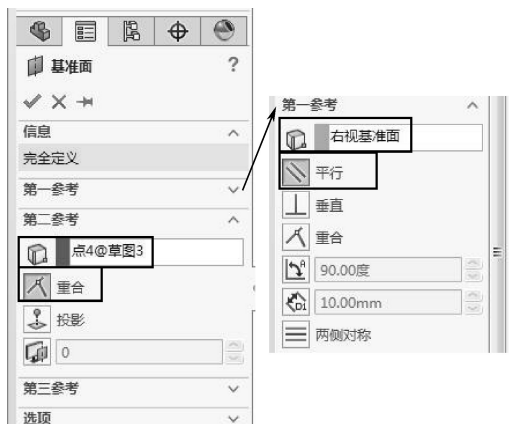 基准面
?
信息
完全定义
第一参考
第二参考
点4@草图3
重合
投影
0
第三参考
选项
第一参考
右视基准面
平行
垂直
重合
90.00度
10.00mm
两侧对称